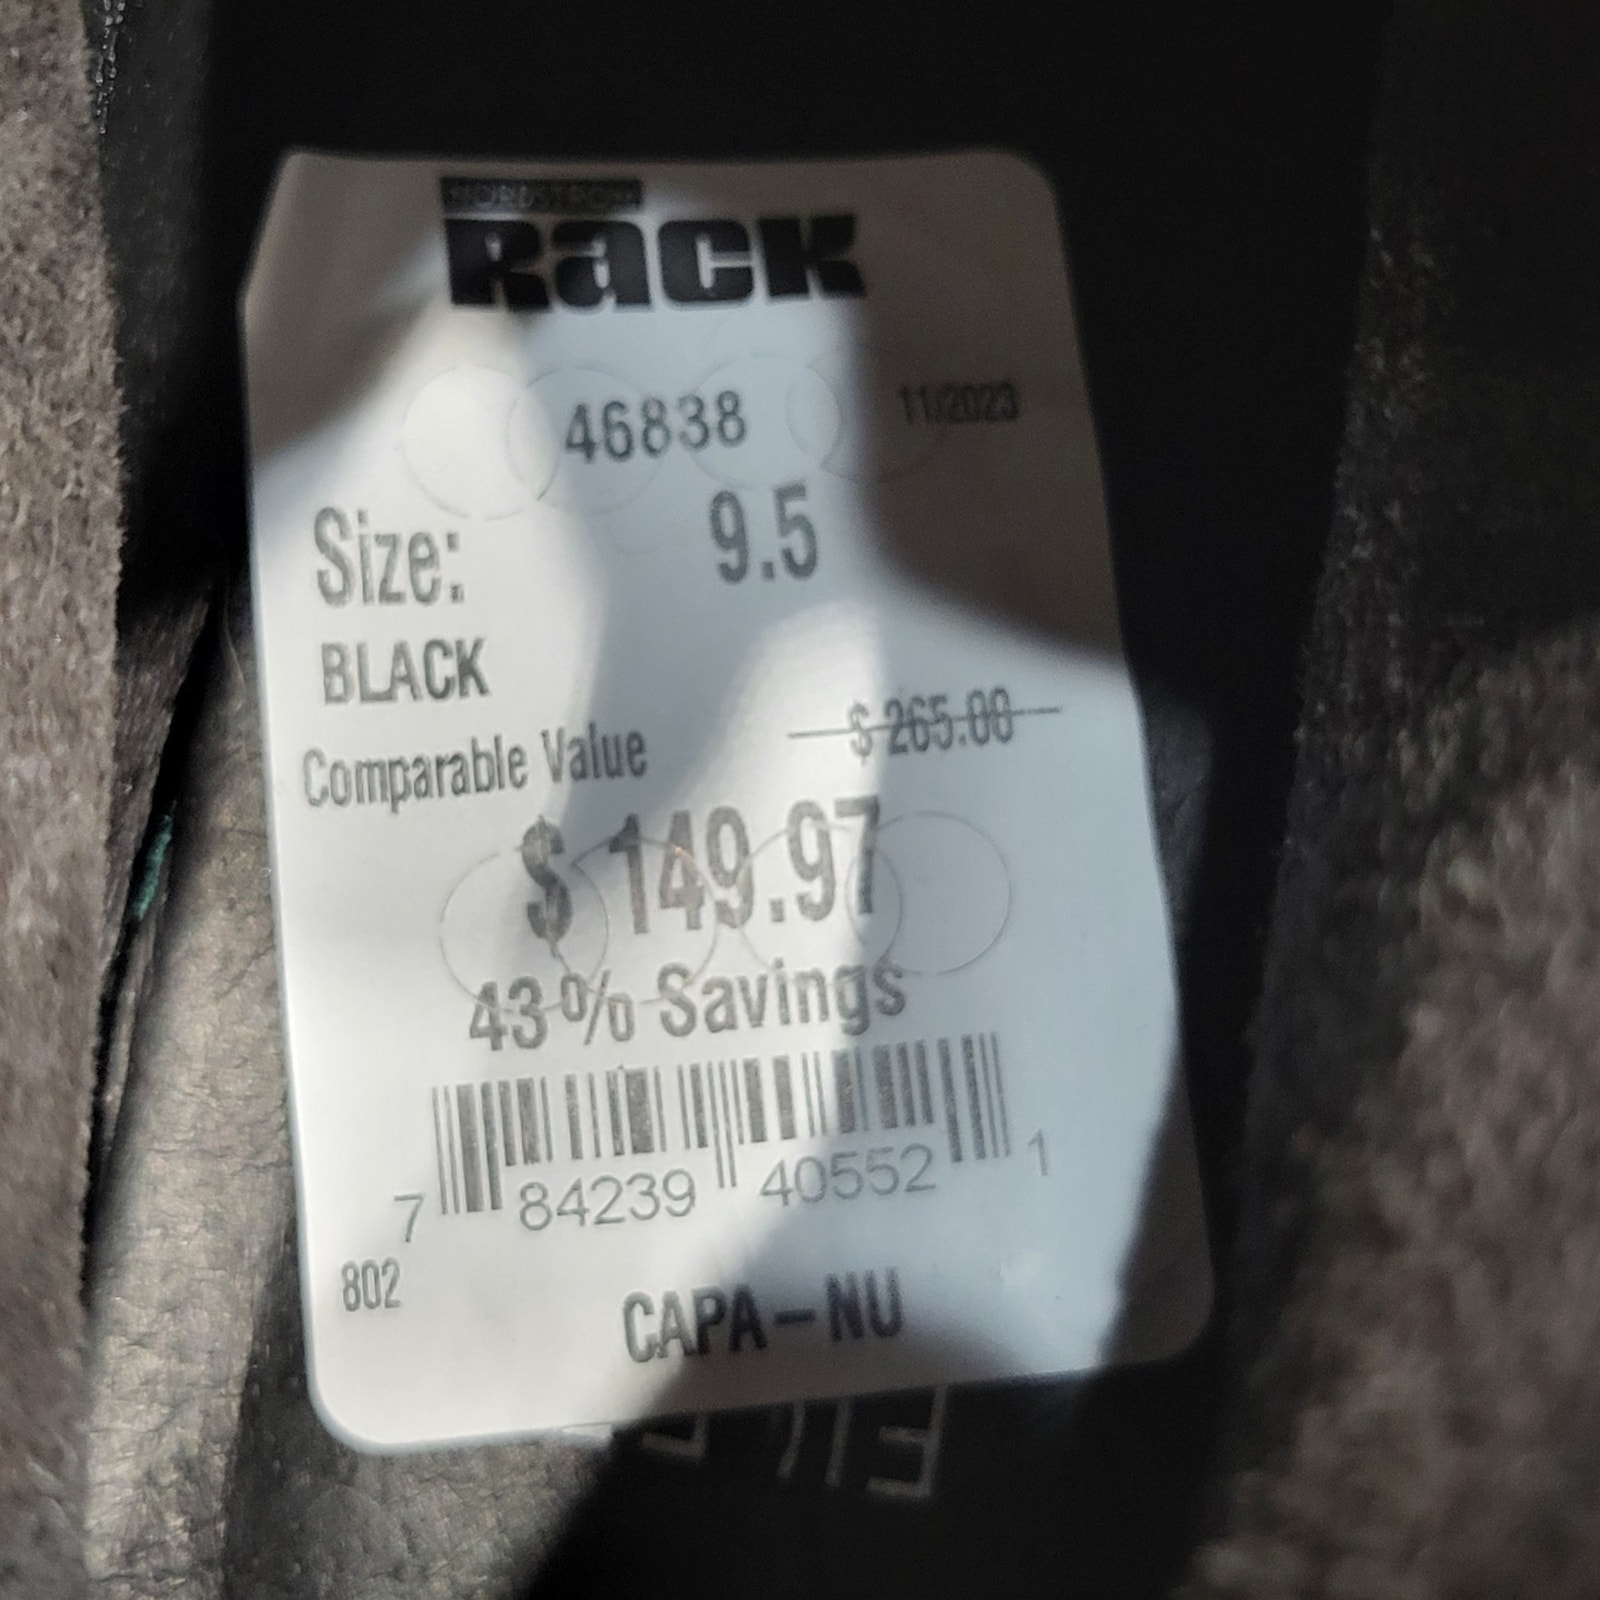 NORDSTROM
Rack
46838 11/2023
Size: 9.5
BLACK
Comparable Value $ 265.00
$ 149.97
43% Savings
7 84239 40552 1
802
CAPA-NU